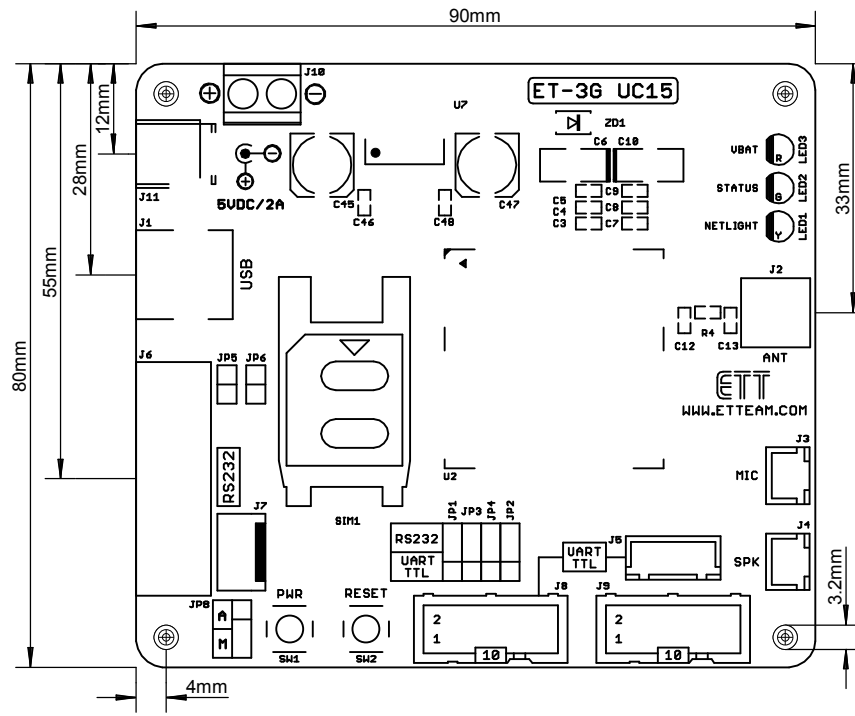 90mm
J10
ET-3G UC15
U7
ZD1
12mm
C6 C10
VBAT
R
LED3
28mm
J11
5VDC/2A
C45
C46
C48
C47
C9
C5
C4
C8
C3
C7
STATUS
G
LED2
NETLIGHT
Y
LED1
33mm
J1
USB
J2
55mm
C12
R4
C13
ANT
80mm
J6
JP5 JP6
ETT
WWW.ETTEAM.COM
J3
MIC
RS232
U2
J7
SIM1
JP1
JP3
JP4
JP2
RS232
UART
TTL
UART
TTL
J5
J4
SPK
JP8
A
M
PWR
RESET
SW1
SW2
J8
2
1
10
J9
2
1
10
3.2mm
4mm